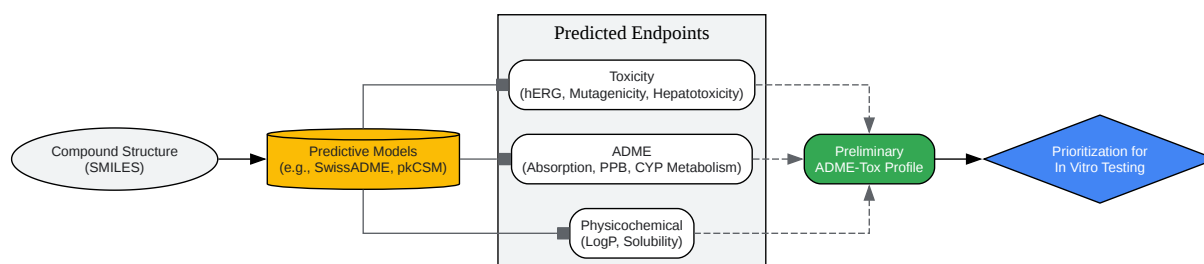 Compound Structure
(SMILES)
Predictive Models
(e.g., SwissADME, pkCSM)
Predicted Endpoints
Toxicity
(hERG, Mutagenicity, Hepatotoxicity)
ADME
(Absorption, PPB, CYP Metabolism)
Physicochemical
(LogP, Solubility)
Preliminary
ADME-Tox Profile
Prioritization for
In Vitro Testing